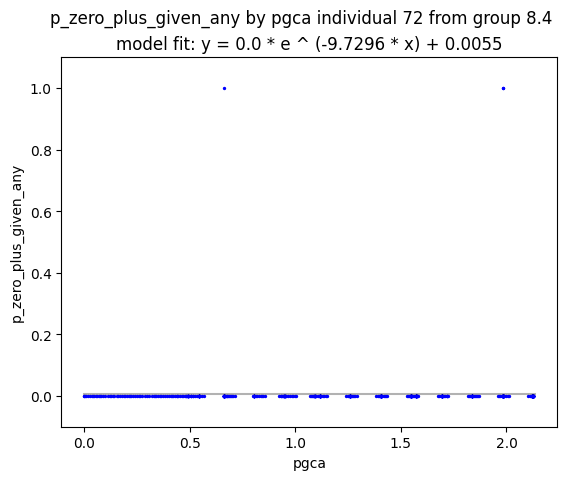 p_zero_plus_given_any by pgca individual 72 from group 8.4
model fit: y = 0.0 * e ^ (-9.7296 * x) + 0.0055
1.0
0.8
0.6
0.4
0.2
0.0
p_zero_plus_given_any
0.0 0.5 1.0 1.5 2.0
pgca